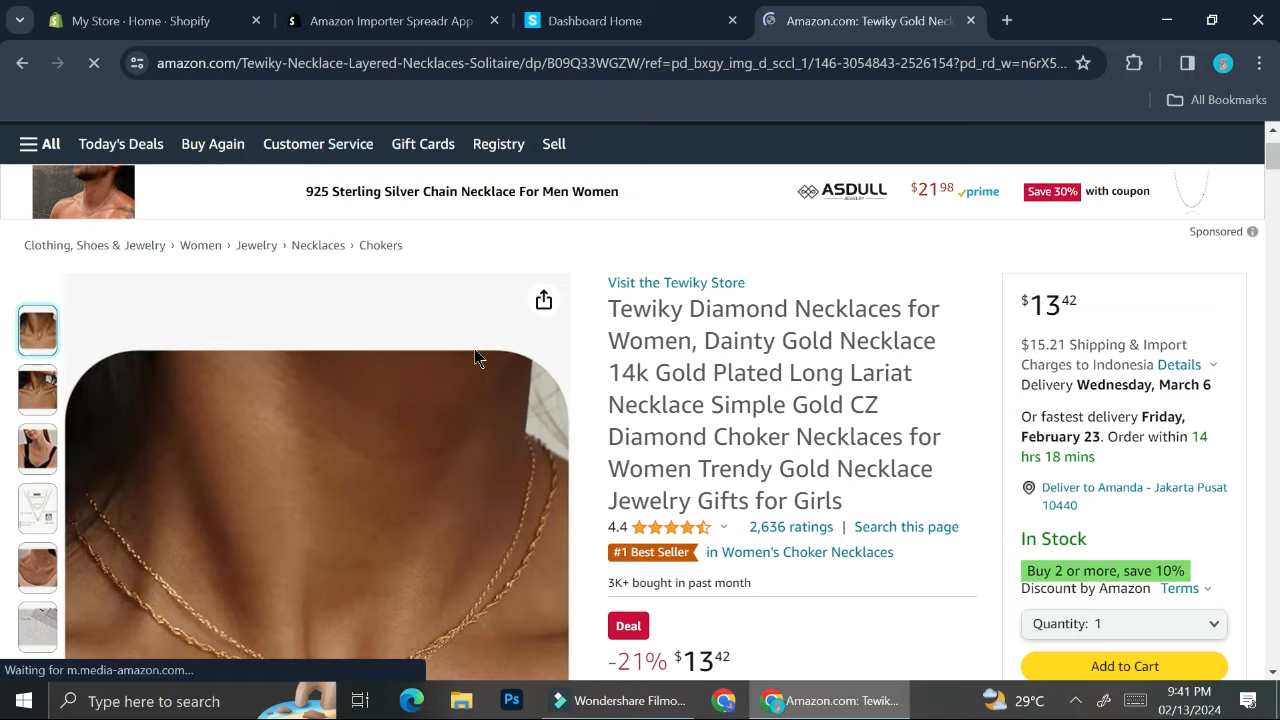 My Store · Home · Shopify
Amazon Importer Spreadr App
Dashboard Home
Amazon.com: Tewiky Gold Neck
amazon.com/Tewiky-Necklace-Layered-Necklaces-Solitaire/dp/B09Q33WGZW/ref=pd_bxgy_img_d_sccl_1/146-3054843-2526154?pd_rd_w=n6rX5...
All Bookmarks
All Today's Deals Buy Again Customer Service Gift Cards Registry Sell
925 Sterling Silver Chain Necklace For Men Women
ASDULL
JEWELRY
$21 98 prime
Save 30% with coupon
Sponsored
Clothing, Shoes & Jewelry › Women › Jewelry › Necklaces › Chokers
Visit the Tewiky Store
Tewiky Diamond Necklaces for
Women, Dainty Gold Necklace
14k Gold Plated Long Lariat
Necklace Simple Gold CZ
Diamond Choker Necklaces for
Women Trendy Gold Necklace
Jewelry Gifts for Girls
4.4 2,636 ratings | Search this page
#1 Best Seller in Women's Choker Necklaces
3K+ bought in past month
Deal
-21% $13 42
$13 42
$15.21 Shipping & Import
Charges to Indonesia Details
Delivery Wednesday, March 6
Or fastest delivery Friday,
February 23. Order within 14
hrs 18 mins
Deliver to Amanda - Jakarta Pusat
10440
In Stock
Buy 2 or more, save 10%
Discount by Amazon Terms
Quantity: 1
Add to Cart
Waiting for m.media-amazon.com...
Type here to search
Ps
Wondershare Filmo...
Amazon.com: Tewik...
29°C
9:41 PM
02/13/2024